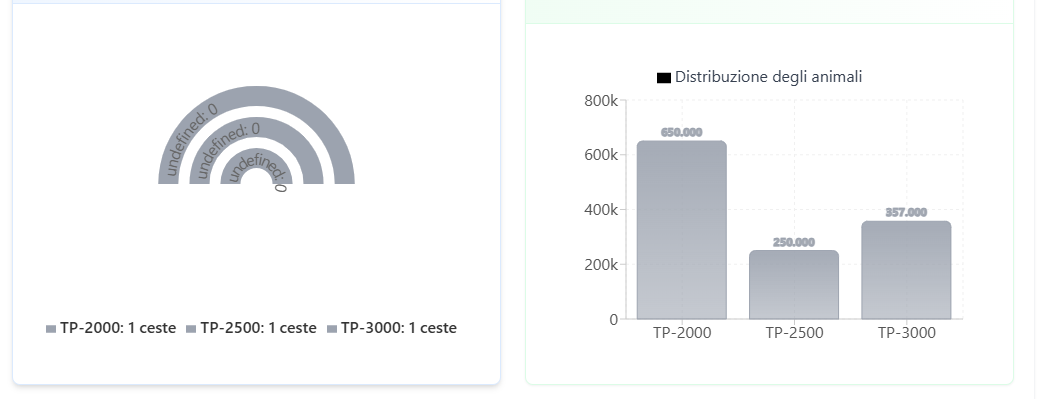 undefined: 0
undefined: 0
undefined: 0
TP-2000: 1 ceste TP-2500: 1 ceste TP-3000: 1 ceste
Distribuzione degli animali
800k
650.000
600k
400k
357.000
250.000
200k
0
TP-2000 TP-2500 TP-3000